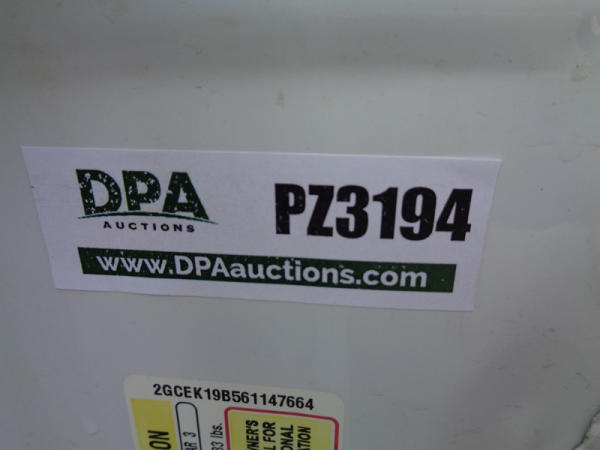 DPA
AUCTIONS
PZ3194
www.DPAauctions.com
2GCEK19B561147664